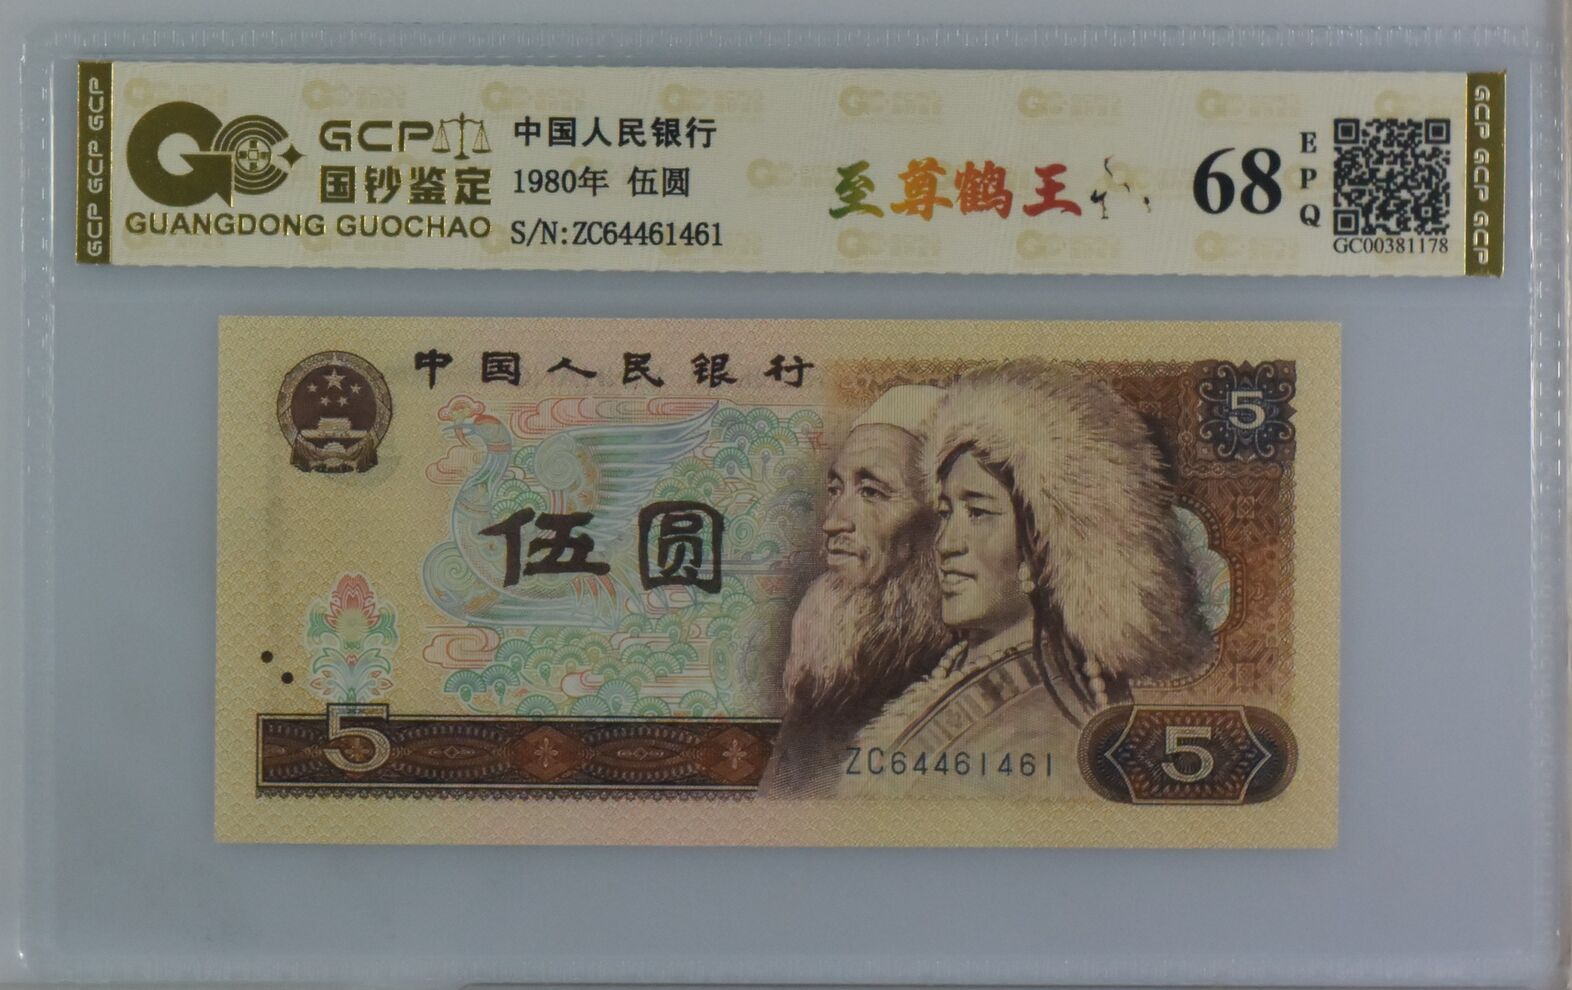 GCP GCP GCP
GCP
国钞鉴定
GUANGDONG GUOCHAO
中国人民银行
1980年 伍圆
S/N:ZC64461461
至尊鹤王
68
EPQ
GC00381178
GCP GCP GCP
中国人民银行
5
伍圆
5
ZC64461461
5